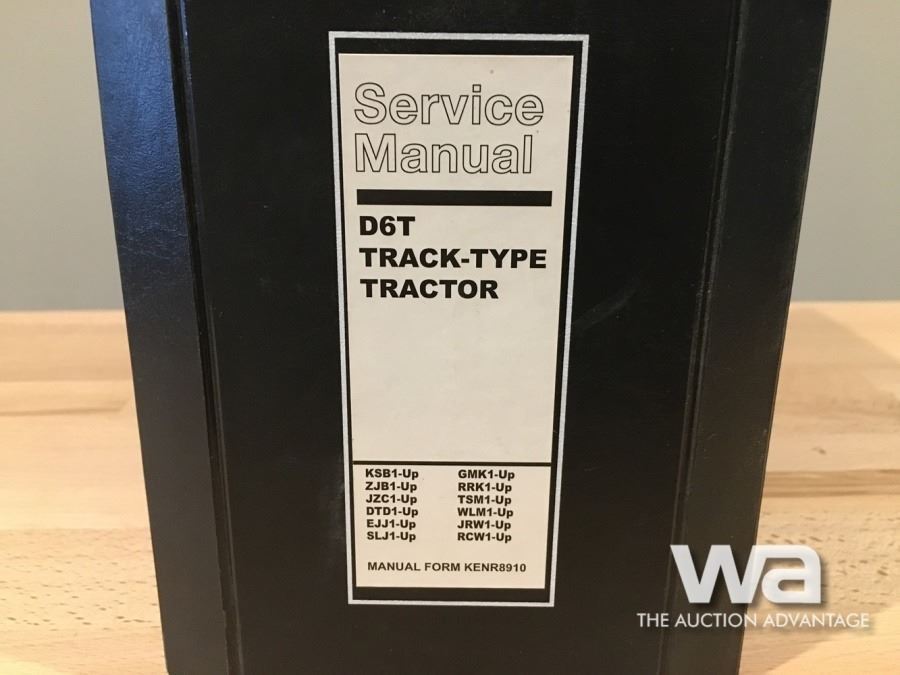 Service
Manual
D6T
TRACK-TYPE
TRACTOR
KSB1-Up GMK1-Up
ZJB1-Up RRK1-Up
JZC1-Up TSM1-Up
DTD1-Up WLM1-Up
EJJ1-Up JRW1-Up
SLJ1-Up RCW1-Up
MANUAL FORM KENR8910
wa
THE AUCTION ADVANTAGE